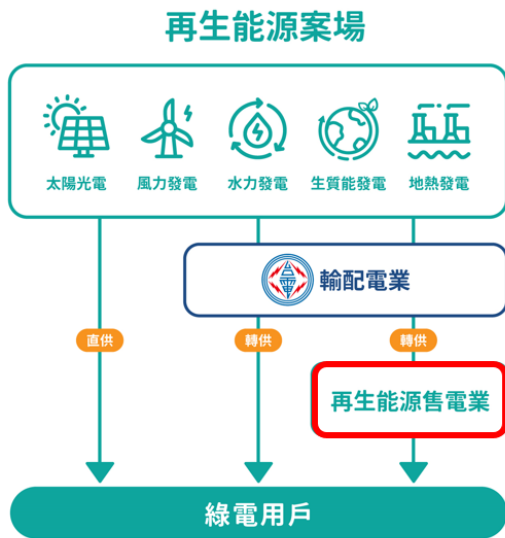 再生能源案場
太陽光電
風力發電
水力發電
生質能發電
地熱發電
台電
輸配電業
直供
轉供
轉供
再生能源售電業
綠電用戶